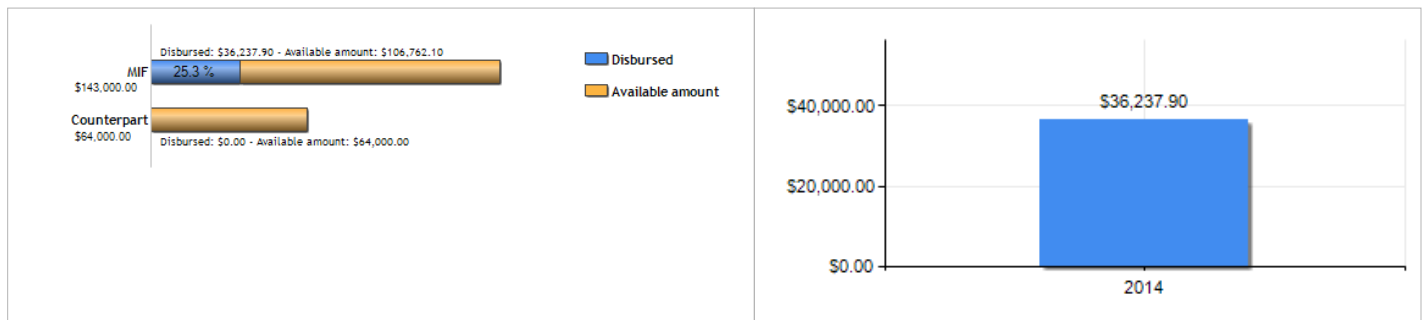 Disbursed: $36,237.90 - Available amount: $106,762.10
MIF
25.3 %
$143,000.00
Counterpart
$64,000.00
Disbursed: $0.00 - Available amount: $64,000.00
Disbursed
Available amount
$40,000.00
$36,237.90
$20,000.00
$0.00
2014